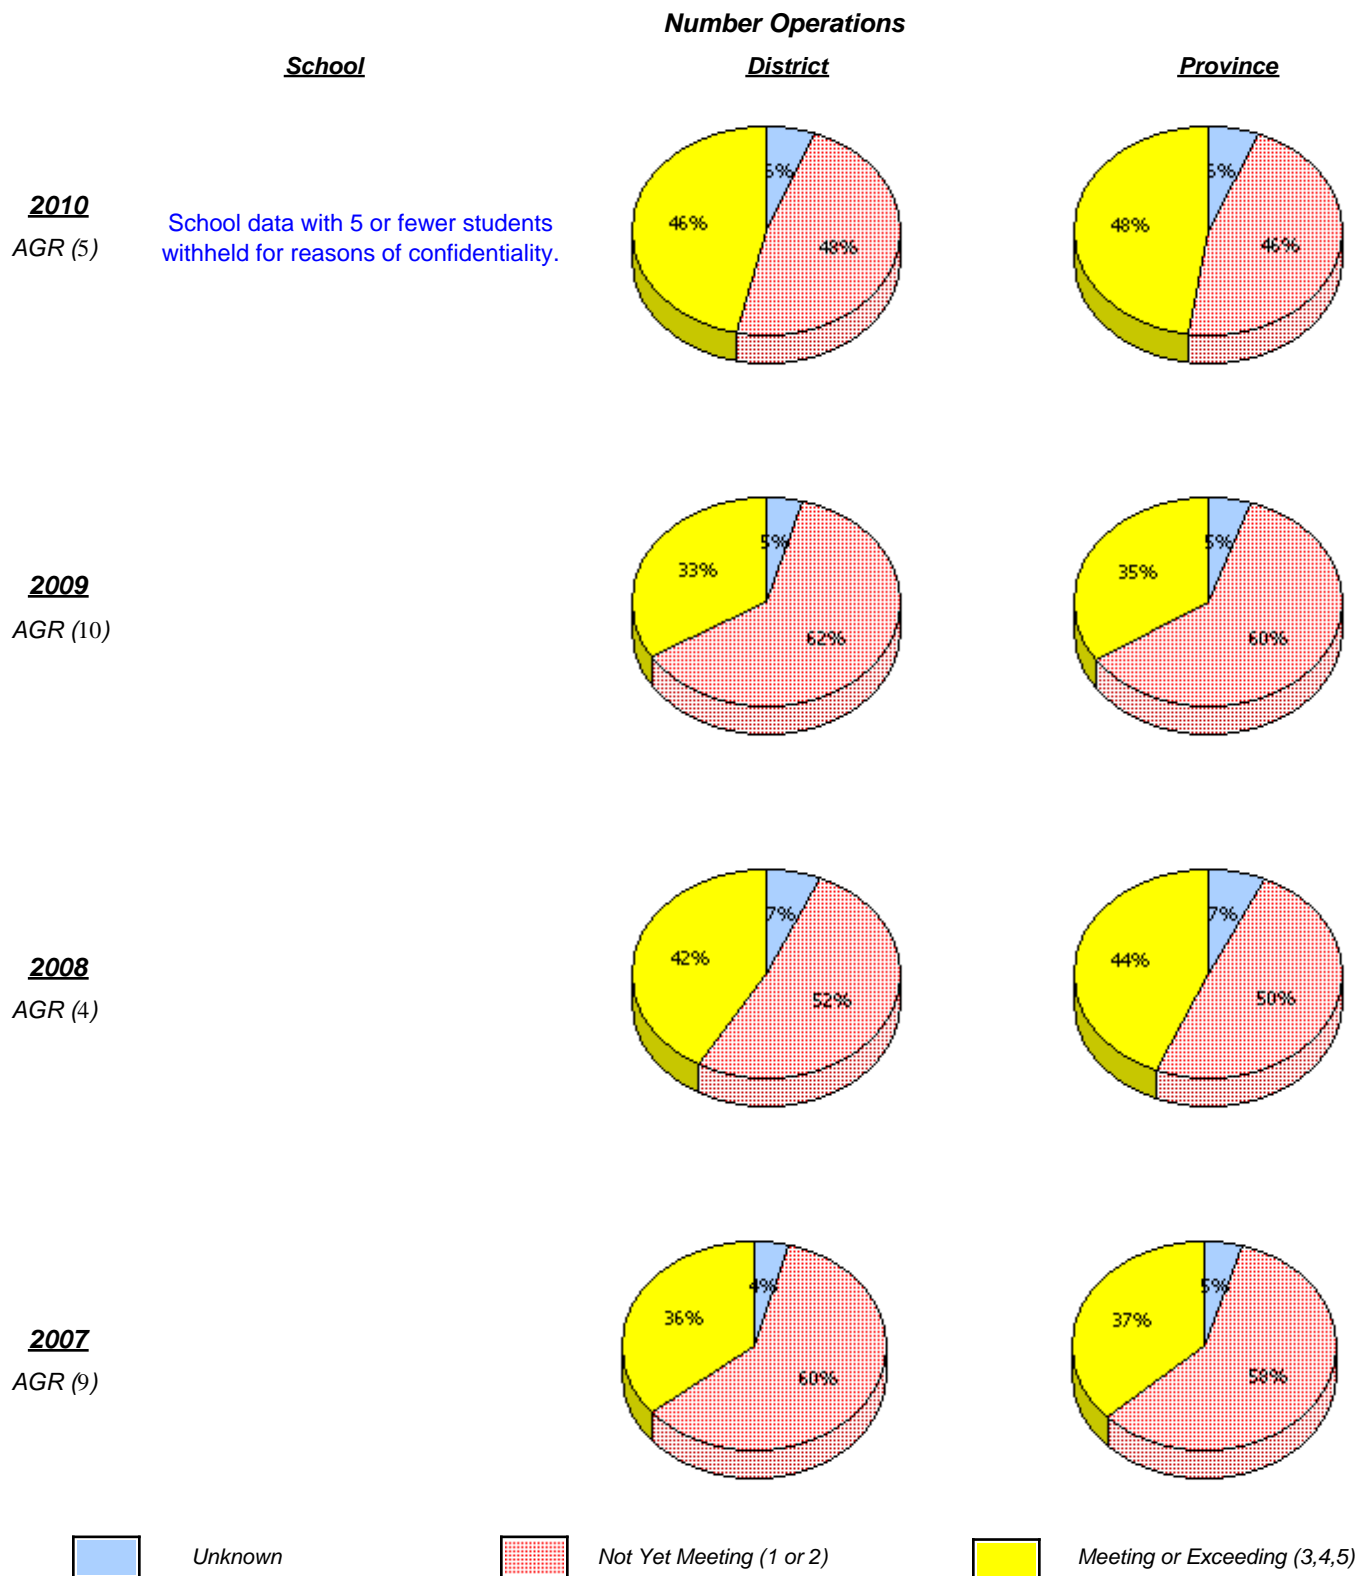 Number Operations
School District Province
2010
AGR (5)
School data with 5 or fewer students
withheld for reasons of confidentiality.
46% 48%
48% 46%
2009
AGR (10)
33% 5% 62%
35% 5% 60%
2008
AGR (4)
42% 7% 52%
44% 7% 50%
2007
AGR (9)
36% 4% 60%
37% 5% 58%
Unknown Not Yet Meeting (1 or 2) Meeting or Exceeding (3,4,5)